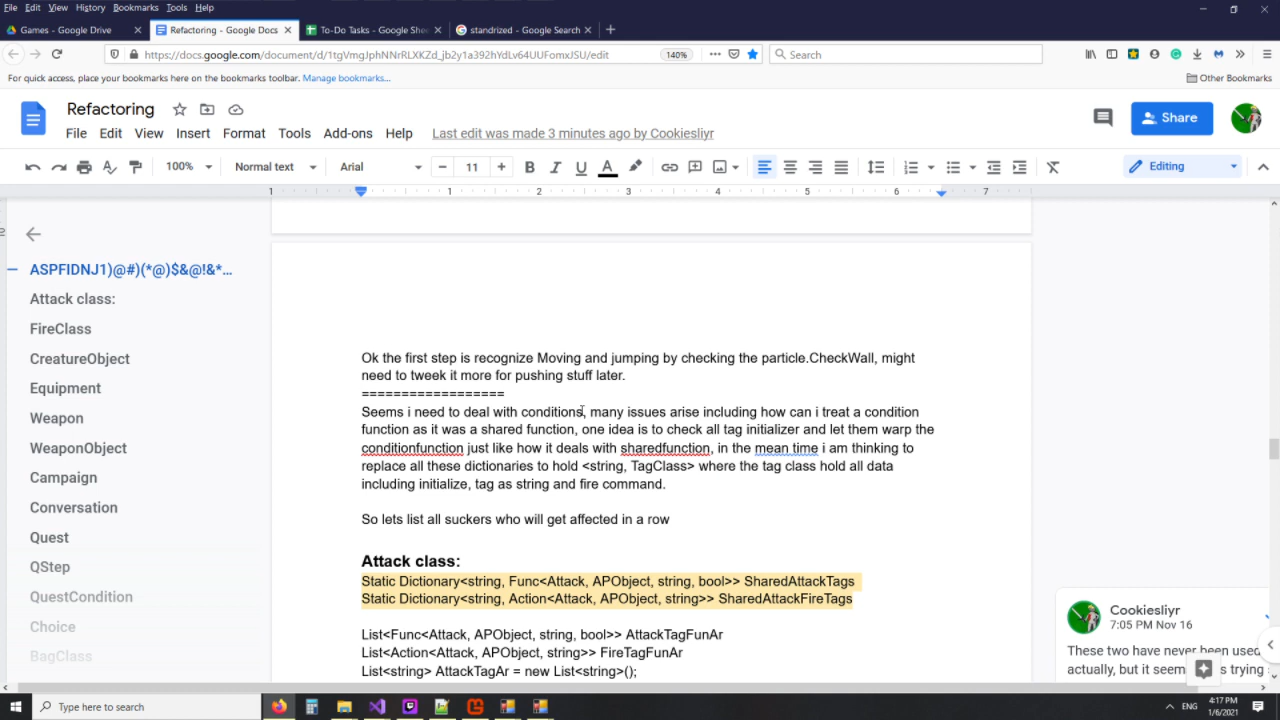 File Edit View History Bookmarks Tools Help
Games - Google Drive
Refactoring - Google Docs
To-Do Tasks - Google She
standrized - Google Search
https://docs.google.com/document/d/1tgVmgJphNNrRLXKZd_jb2y1a392hYdLv64UUFomxJSU/edit
140%
Search
For quick access, place your bookmarks here on the bookmarks toolbar. Manage bookmarks...
Other Bookmarks
Refactoring
File Edit View Insert Format Tools Add-ons Help Last edit was made 3 minutes ago by Cookiesliyr
Share
100% Normal text Arial 11 B I U A Editing
1 1 2 3 4 5 6 7
ASPFIDNJ1)@#)(*@)$&@!&*...
Attack class:
FireClass
CreatureObject
Equipment
Weapon
WeaponObject
Campaign
Conversation
Quest
QStep
QuestCondition
Choice
BagClass
Ok the first step is recognize Moving and jumping by checking the particle.CheckWall, might
need to tweek it more for pushing stuff later.
==================
Seems i need to deal with conditions, many issues arise including how can i treat a condition
function as it was a shared function, one idea is to check all tag initializer and let them warp the
conditionfunction just like how it deals with sharedfunction, in the mean time i am thinking to
replace all these dictionaries to hold <string, TagClass> where the tag class hold all data
including initialize, tag as string and fire command.
So lets list all suckers who will get affected in a row
Attack class:
Static Dictionary<string, Func<Attack, APObject, string, bool>> SharedAttackTags
Static Dictionary<string, Action<Attack, APObject, string>> SharedAttackFireTags
List<Func<Attack, APObject, string, bool>> AttackTagFunAr
List<Action<Attack, APObject, string>> FireTagFunAr
List<string> AttackTagAr = new List<string>();
Cookiesliyr
7:05 PM Nov 16
These two have never been used
actually, but it seem s trying
Type here to search
ENG
4:17 PM
1/6/2021